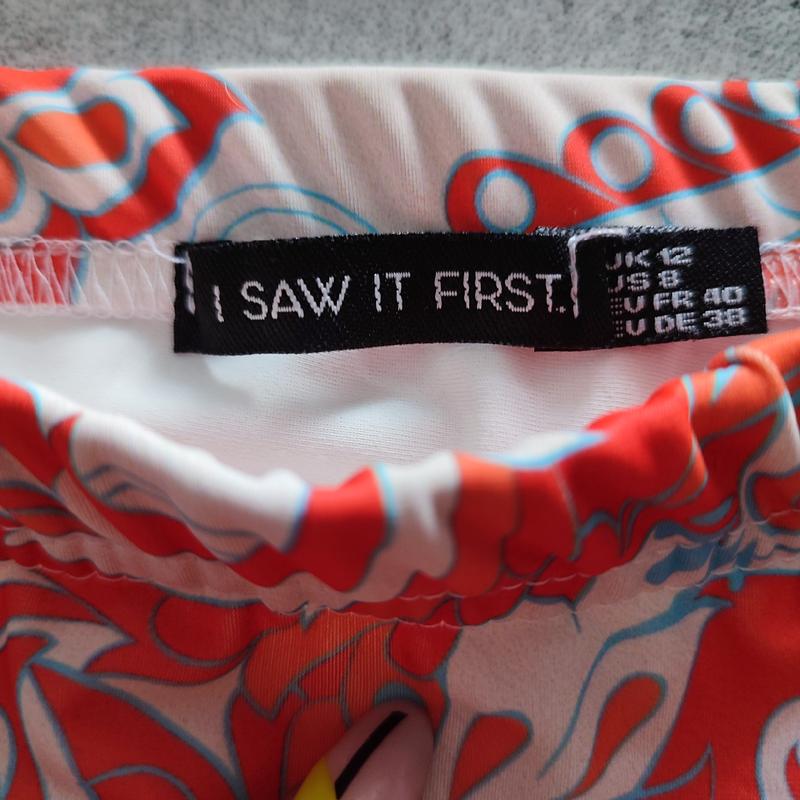 I SAW IT FIRST.
UK 12
US 8
EU FR 40
EU DE 38